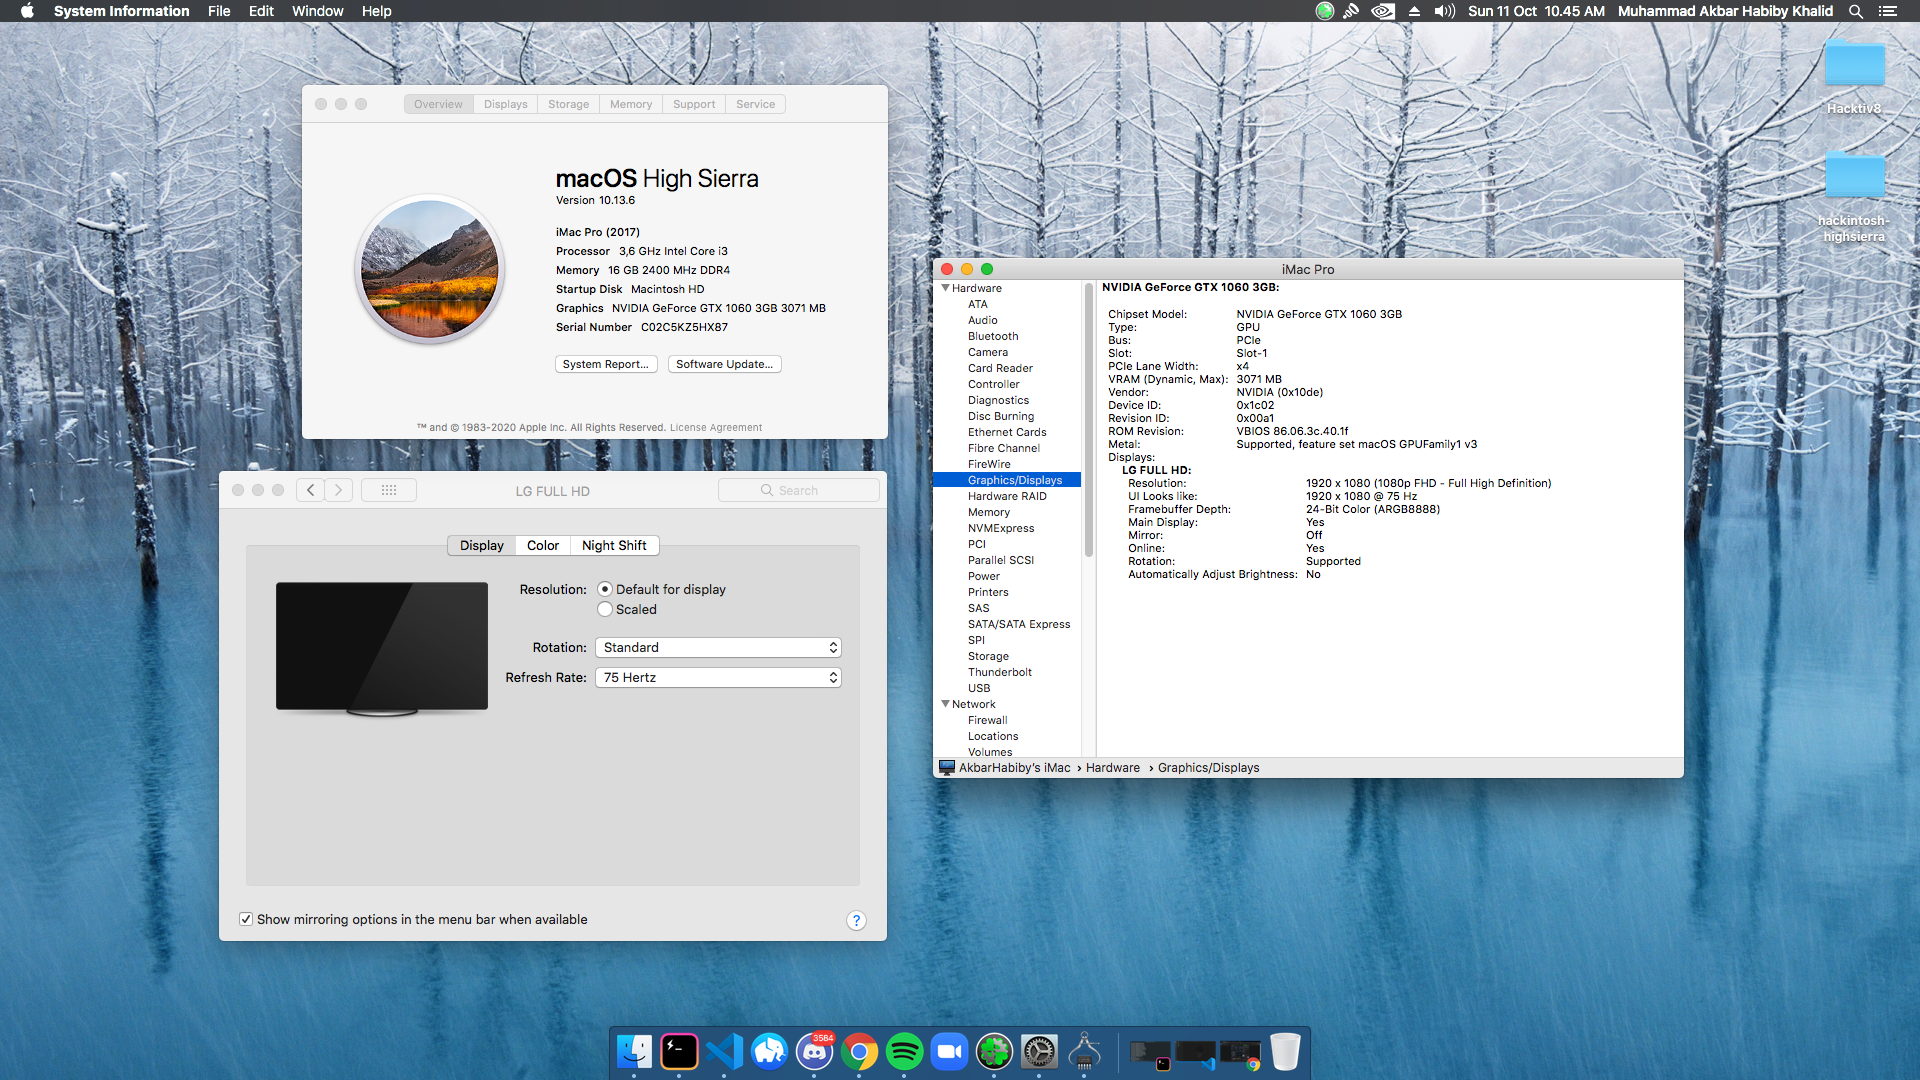 System Information File Edit Window Help
Sun 11 Oct 10.45 AM Muhammad Akbar Habiby Khalid
Hacktiv8
hackintosh-
highsierra
Overview Displays Storage Memory Support Service
macOS High Sierra
Version 10.13.6
iMac Pro (2017)
Processor 3,6 GHz Intel Core i3
Memory 16 GB 2400 MHz DDR4
Startup Disk Macintosh HD
Graphics NVIDIA GeForce GTX 1060 3GB 3071 MB
Serial Number C02C5KZ5HX87
System Report... Software Update...
™ and © 1983-2020 Apple Inc. All Rights Reserved. License Agreement
LG FULL HD
Search
Display Color Night Shift
Resolution: Default for display
Scaled
Rotation: Standard
Refresh Rate: 75 Hertz
Show mirroring options in the menu bar when available
?
iMac Pro
Hardware
ATA
Audio
Bluetooth
Camera
Card Reader
Controller
Diagnostics
Disc Burning
Ethernet Cards
Fibre Channel
FireWire
Graphics/Displays
Hardware RAID
Memory
NVMExpress
PCI
Parallel SCSI
Power
Printers
SAS
SATA/SATA Express
SPI
Storage
Thunderbolt
USB
Network
Firewall
Locations
Volumes
NVIDIA GeForce GTX 1060 3GB:
Chipset Model: NVIDIA GeForce GTX 1060 3GB
Type: GPU
Bus: PCIe
Slot: Slot-1
PCIe Lane Width: x4
VRAM (Dynamic, Max): 3071 MB
Vendor: NVIDIA (0x10de)
Device ID: 0x1c02
Revision ID: 0x00a1
ROM Revision: VBIOS 86.06.3c.40.1f
Metal: Supported, feature set macOS GPUFamily1 v3
Displays:
LG FULL HD:
Resolution: 1920 x 1080 (1080p FHD - Full High Definition)
UI Looks like: 1920 x 1080 @ 75 Hz
Framebuffer Depth: 24-Bit Color (ARGB8888)
Main Display: Yes
Mirror: Off
Online: Yes
Rotation: Supported
Automatically Adjust Brightness: No
AkbarHabiby's iMac › Hardware › Graphics/Displays
3584